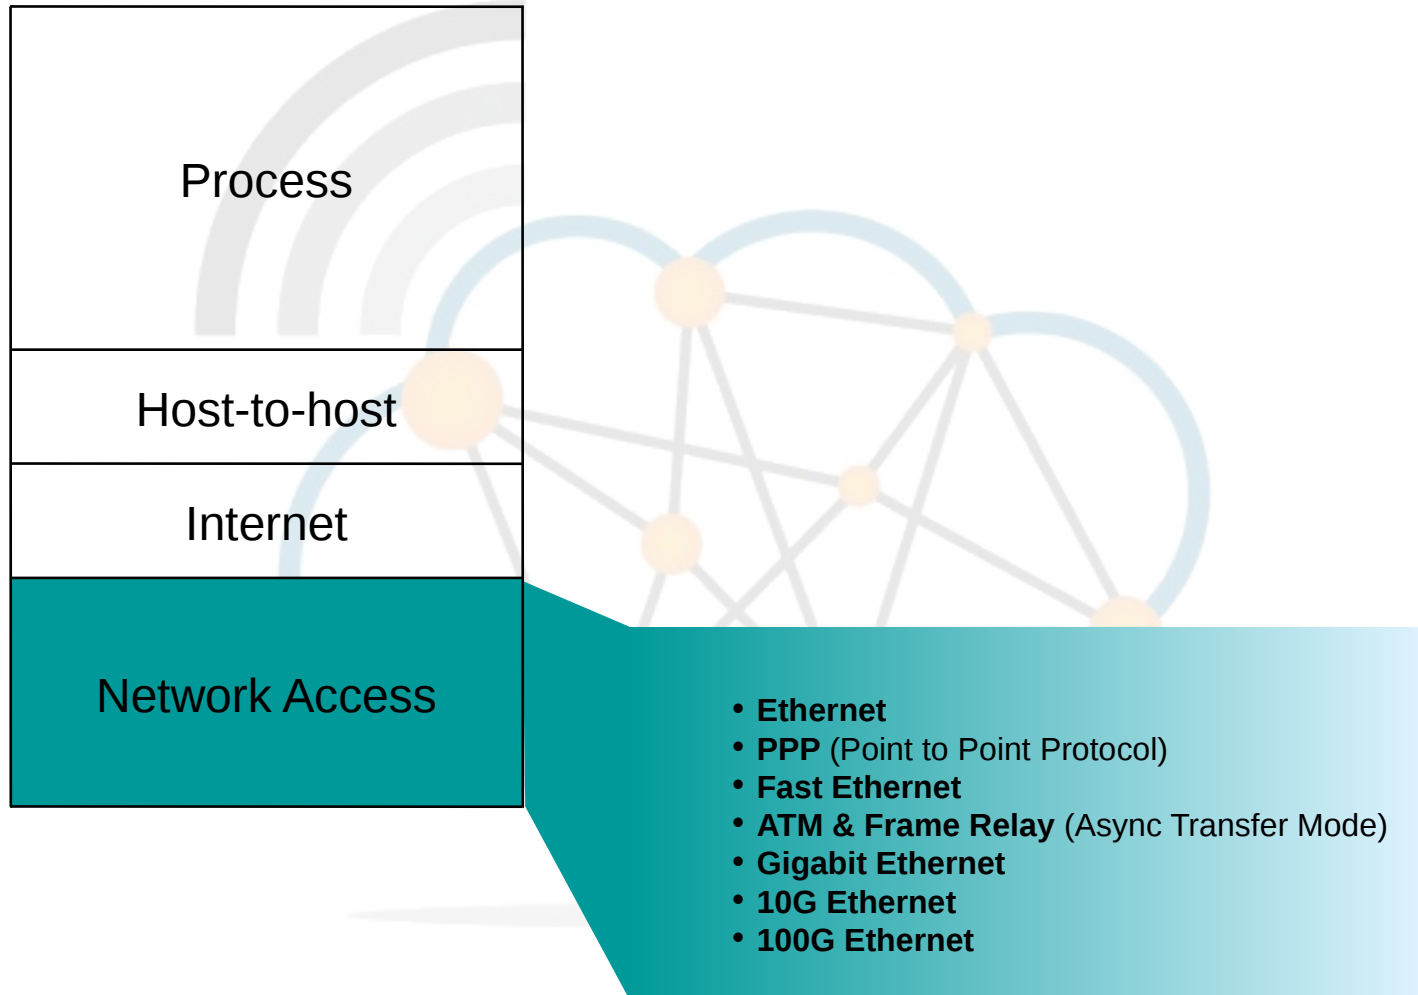 Process
Host-to-host
Internet
Network Access
• Ethernet
• PPP (Point to Point Protocol)
• Fast Ethernet
• ATM & Frame Relay (Async Transfer Mode)
• Gigabit Ethernet
• 10G Ethernet
• 100G Ethernet